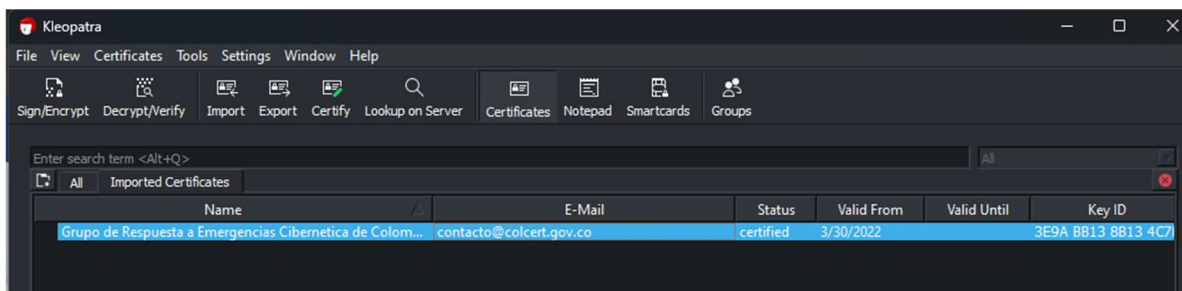 Kleopatra
File View Certificates Tools Settings Window Help
Sign/Encrypt Decrypt/Verify Import Export Certify Lookup on Server Certificates Notepad Smartcards Groups
Enter search term <Alt+Q> All
All Imported Certificates
Name E-Mail Status Valid From Valid Until Key ID
Grupo de Respuesta a Emergencias Cibernetica de Colom... contacto@colcert.gov.co certified 3/30/2022 3E9A BB13 8B13